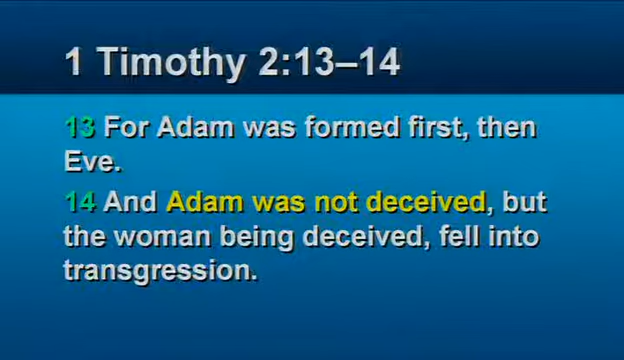 1 Timothy 2:13–14
13 For Adam was formed first, then
Eve.
14 And Adam was not deceived, but
the woman being deceived, fell into
transgression.